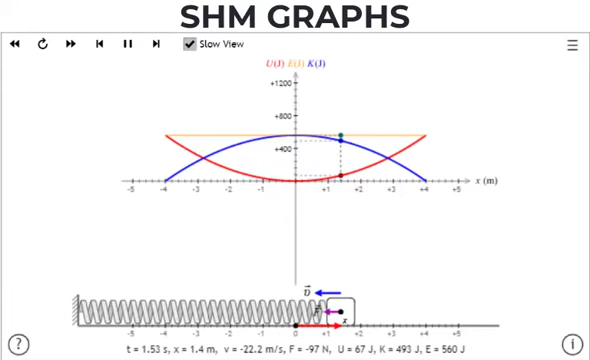 SHM GRAPHS
Slow View
U(J) E(J) K(J)
+1200
+800
+400
x (m)
-5 -4 -3 -2 -1 +1 +2 +3 +4 +5
v
x
-5 -4 -3 -2 -1 0 +1 +2 +3 +4 +5
? i
t = 1.53 s, x = 1.4 m, v = -22.2 m/s, F = -97 N, U = 67 J, K = 493 J, E = 560 J